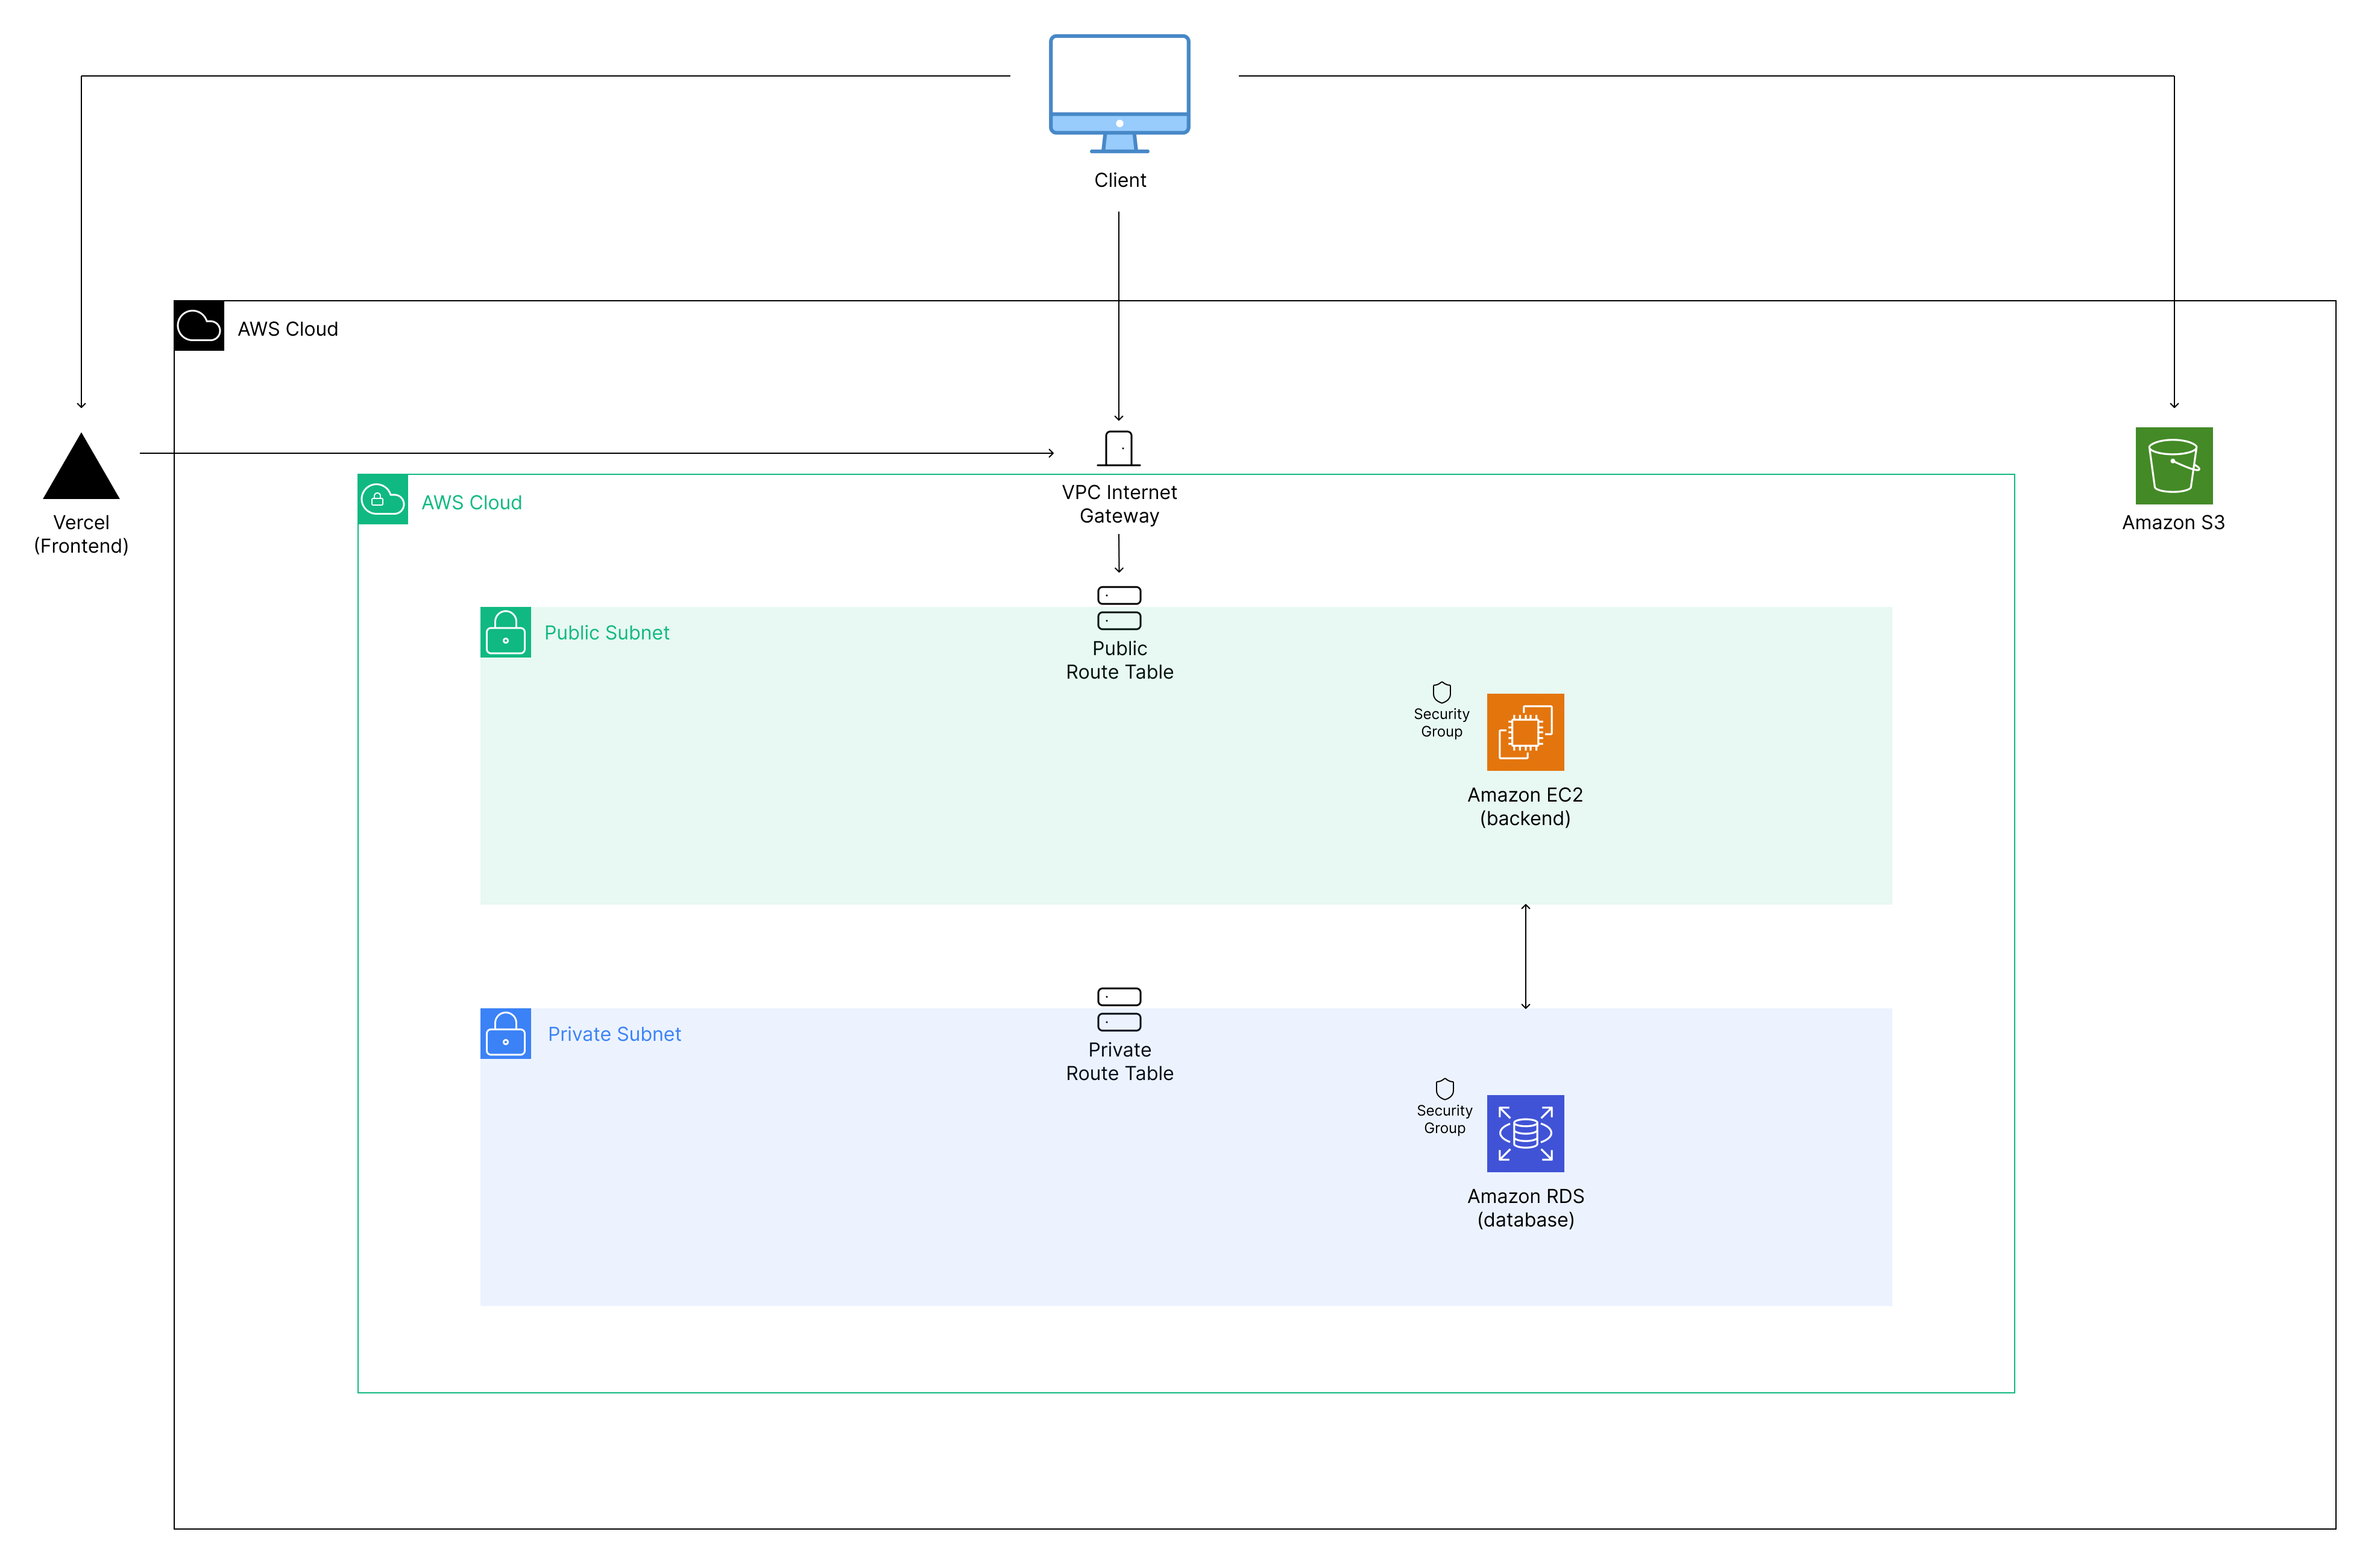 Client
AWS Cloud
VPC Internet
Gateway
AWS Cloud
Vercel
(Frontend)
Amazon S3
Public Subnet
Public
Route Table
Security
Group
Amazon EC2
(backend)
Private Subnet
Private
Route Table
Security
Group
Amazon RDS
(database)